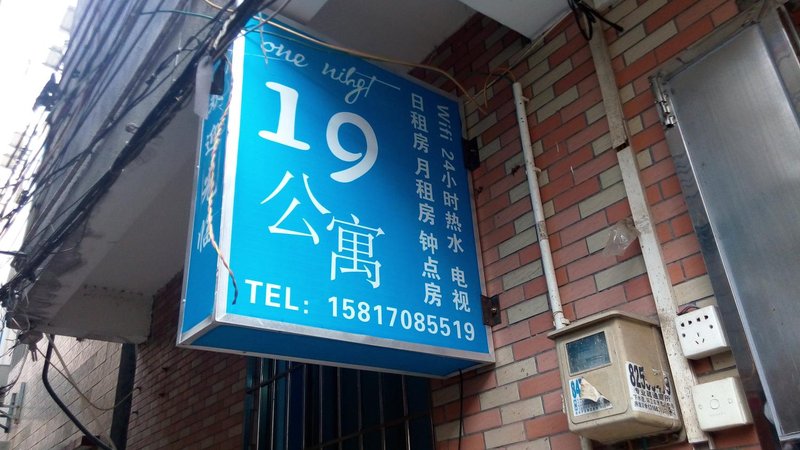 one nihgt
19
公寓
Wifi 24小时热水 电视
日租房 月租房 钟点房
TEL: 15817085519